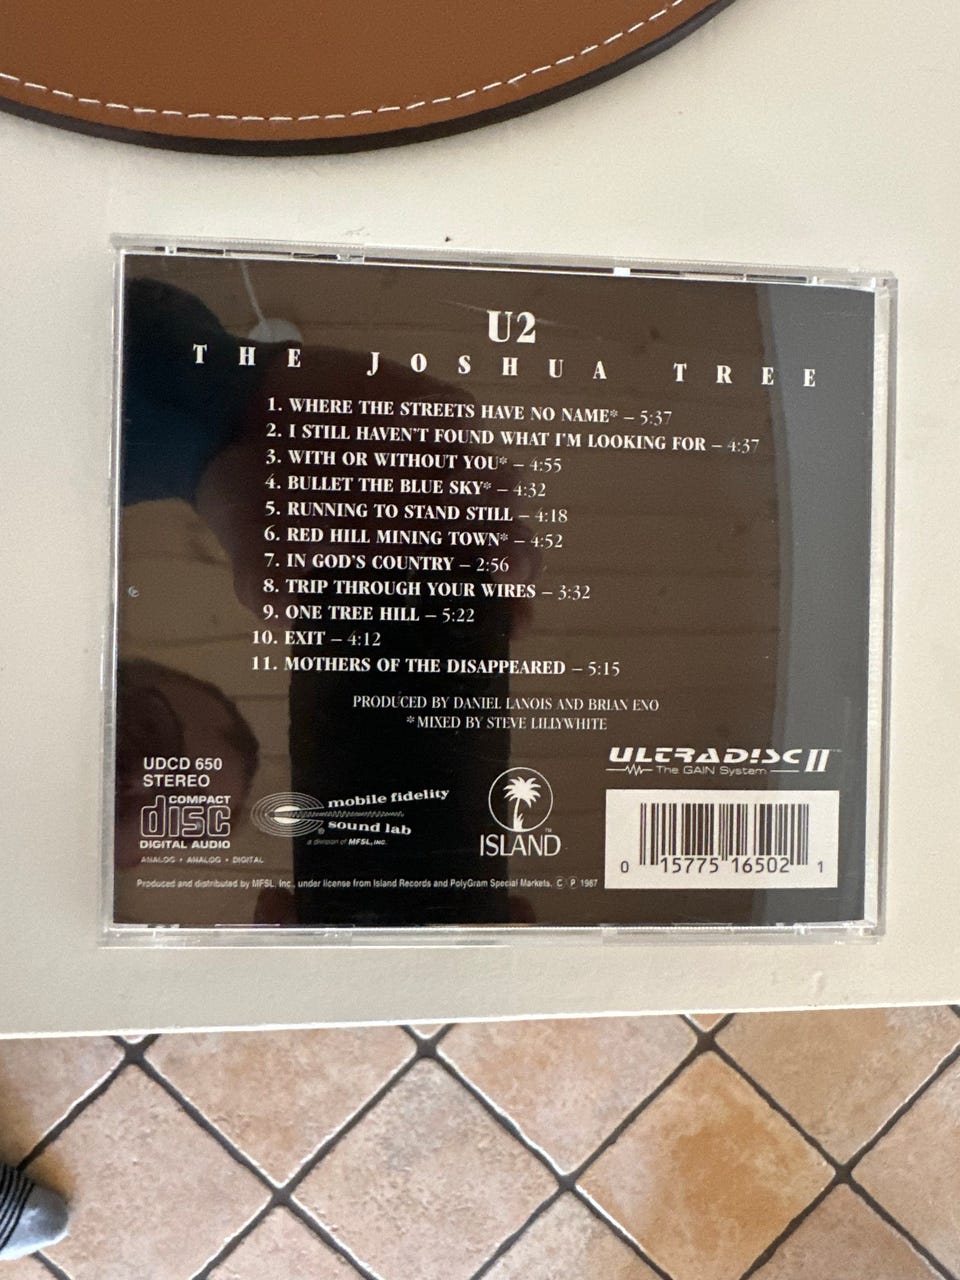 U2
THE JOSHUA TREE
1. WHERE THE STREETS HAVE NO NAME* – 5:37
2. I STILL HAVEN'T FOUND WHAT I'M LOOKING FOR – 4:37
3. WITH OR WITHOUT YOU* – 4:55
4. BULLET THE BLUE SKY* – 4:32
5. RUNNING TO STAND STILL – 4:18
6. RED HILL MINING TOWN* – 4:52
7. IN GOD'S COUNTRY – 2:56
8. TRIP THROUGH YOUR WIRES – 3:32
9. ONE TREE HILL – 5:22
10. EXIT – 4:12
11. MOTHERS OF THE DISAPPEARED – 5:15
PRODUCED BY DANIEL LANOIS AND BRIAN ENO
*MIXED BY STEVE LILLYWHITE
UDCD 650
STEREO
COMPACT
disc
DIGITAL AUDIO
ANALOG • ANALOG • DIGITAL
mobile fidelity
sound lab
®
a division of MFSL, INC.
ISLAND™
ULTRADISC II™
The GAIN System
0 15775 16502 1
Produced and distributed by MFSL, Inc., under license from Island Records and PolyGram Special Markets. Ⓒ Ⓟ 1987